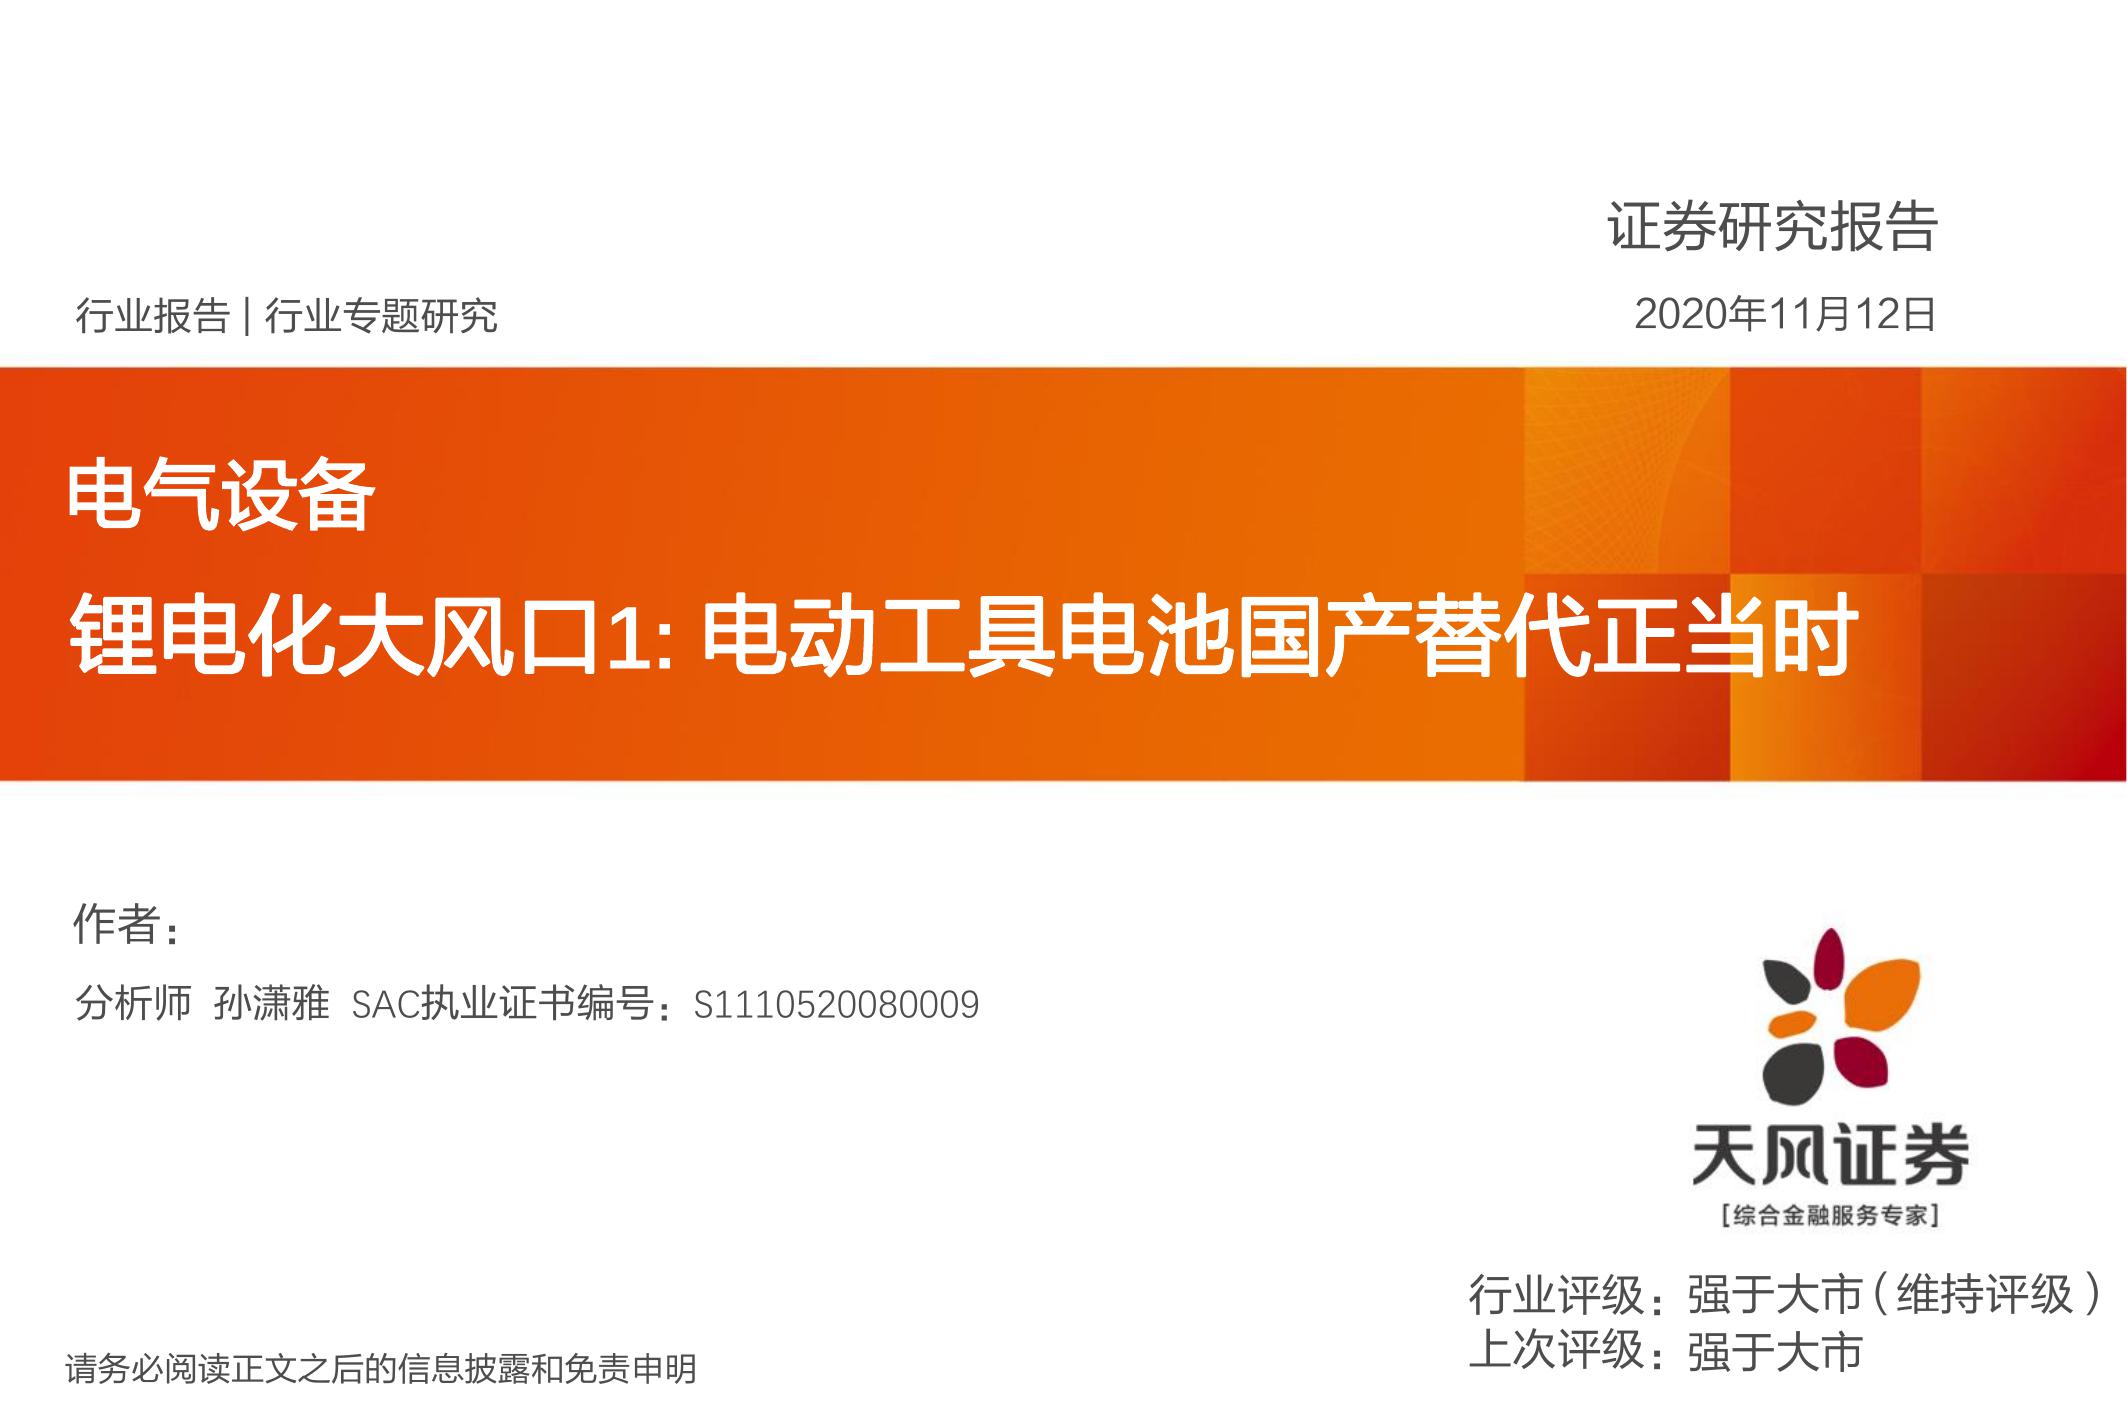 证券研究报告
行业报告 | 行业专题研究
2020年11月12日
电气设备
锂电化大风口1: 电动工具电池国产替代正当时
作者：
分析师 孙潇雅 SAC执业证书编号：S1110520080009
天风证券
[综合金融服务专家]
行业评级：强于大市（维持评级）
上次评级：强于大市
请务必阅读正文之后的信息披露和免责申明